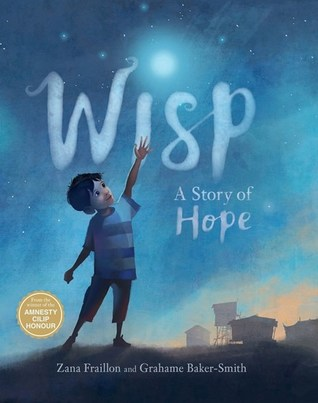 WISP
A Story of
Hope
From the
winner of the
AMNESTY
CILIP
HONOUR
Zana Fraillon and Grahame Baker-Smith